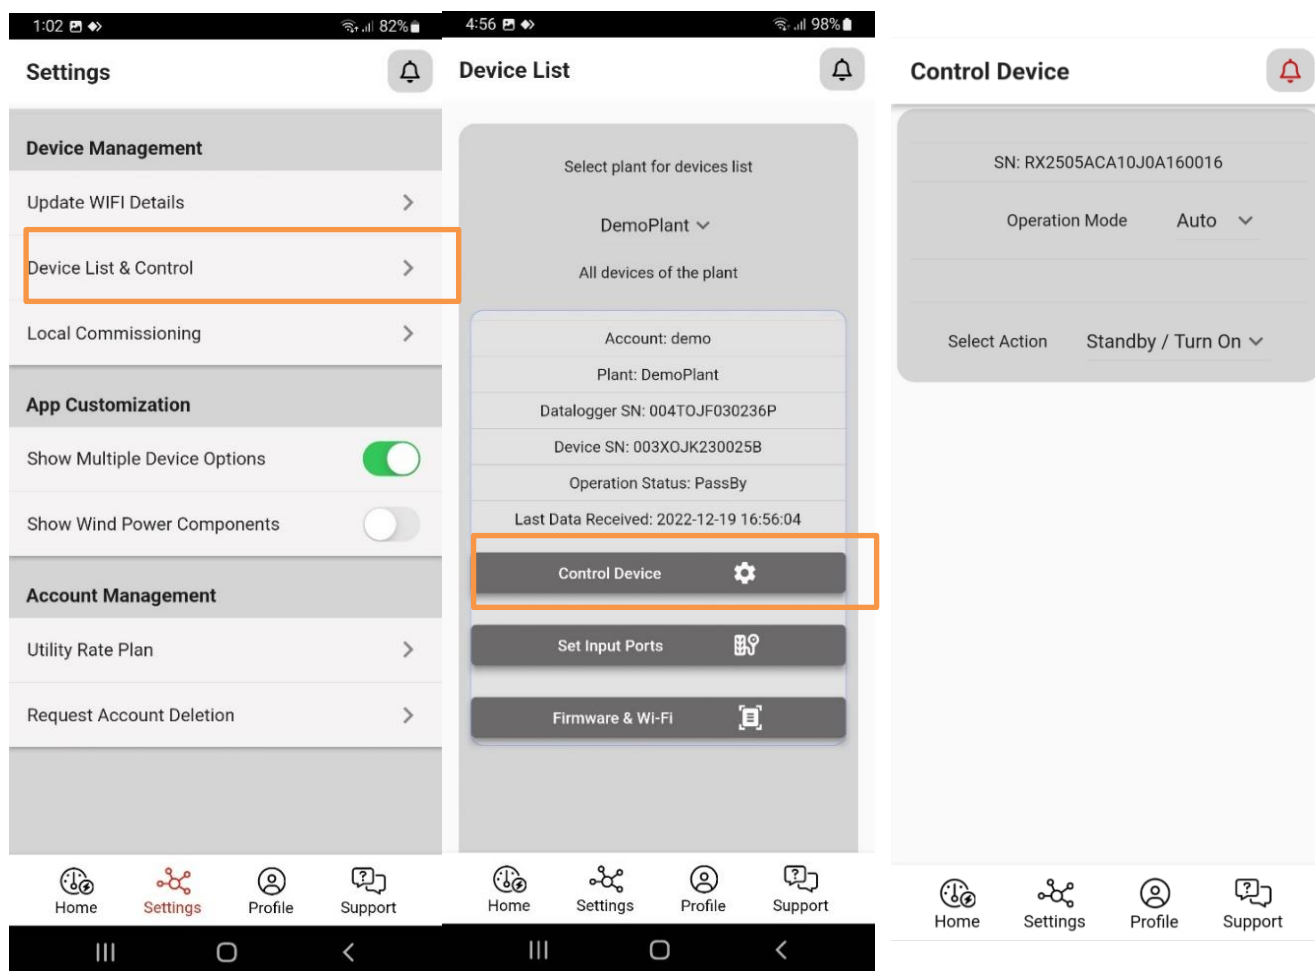 1:02
82%
Settings
Device Management
Update WIFI Details
Device List & Control
Local Commissioning
App Customization
Show Multiple Device Options
Show Wind Power Components
Account Management
Utility Rate Plan
Request Account Deletion
Home
Settings
Profile
Support
4:56
98%
Device List
Select plant for devices list
DemoPlant
All devices of the plant
Account: demo
Plant: DemoPlant
Datalogger SN: 004TOJF030236P
Device SN: 003XOJK230025B
Operation Status: PassBy
Last Data Received: 2022-12-19 16:56:04
Control Device
Set Input Ports
Firmware & Wi-Fi
Home
Settings
Profile
Support
Control Device
SN: RX2505ACA10J0A160016
Operation Mode Auto
Select Action Standby / Turn On
Home
Settings
Profile
Support